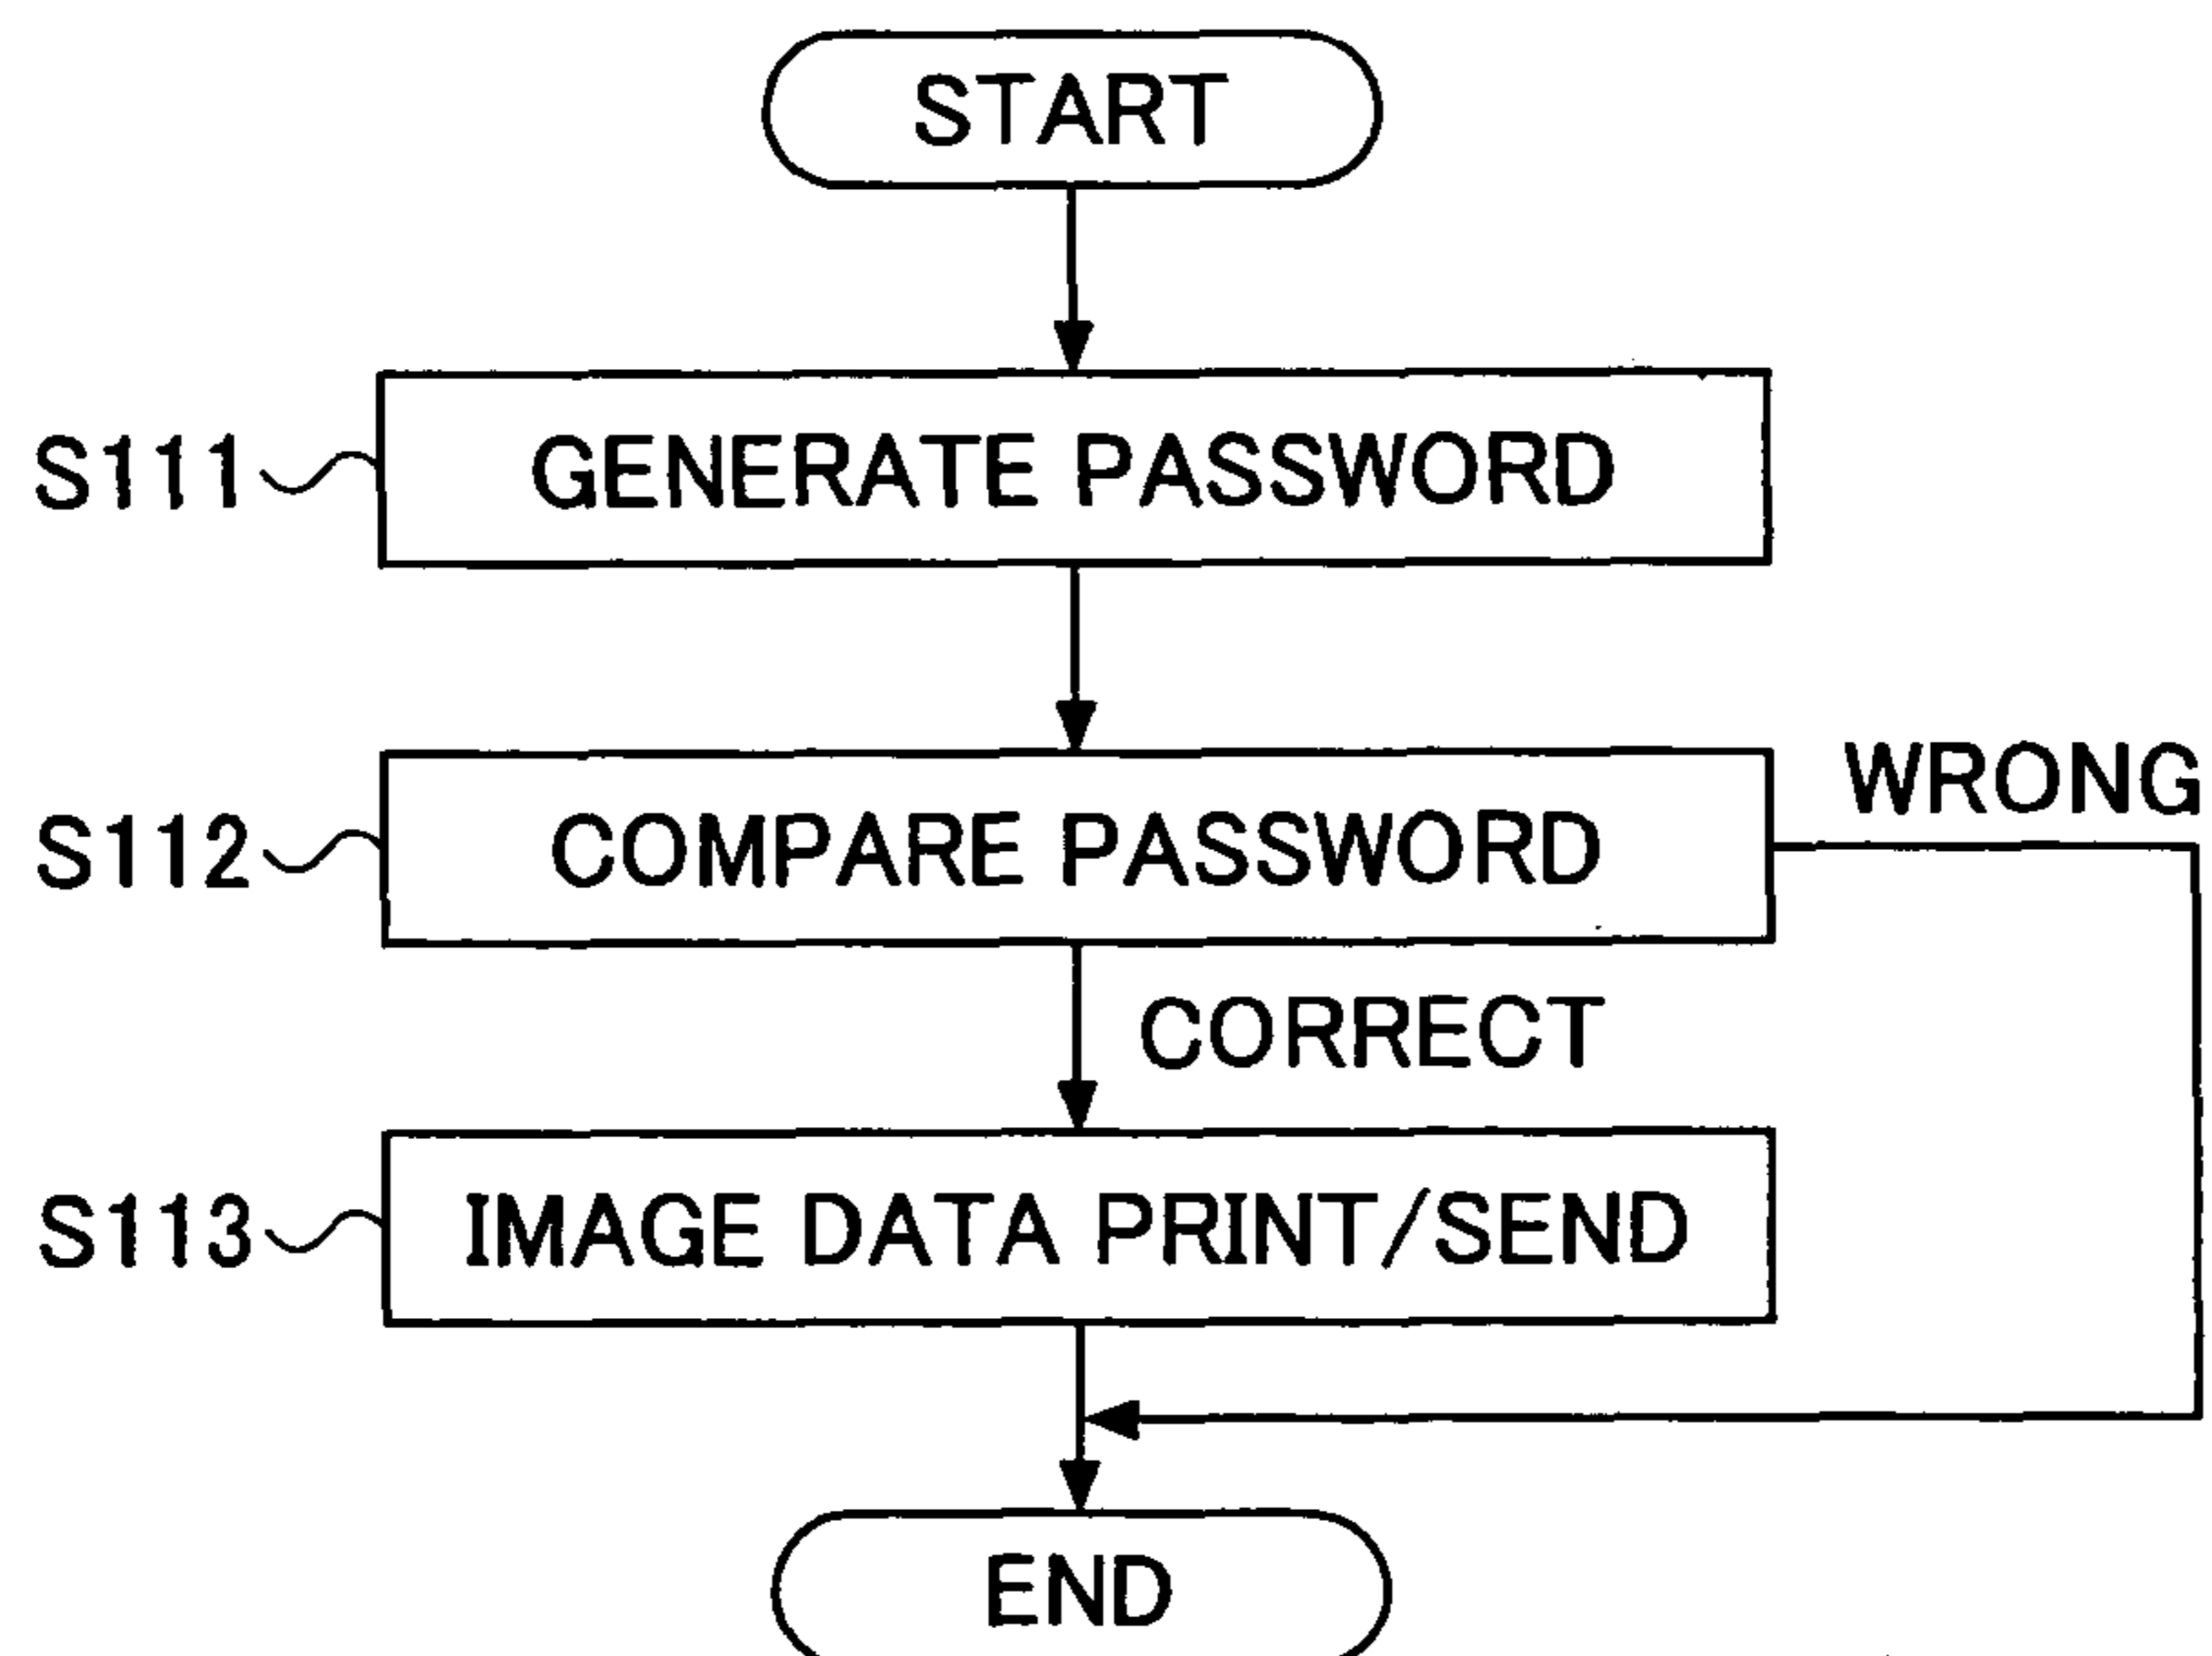 START
S111 GENERATE PASSWORD
S112 COMPARE PASSWORD
WRONG
CORRECT
S113 IMAGE DATA PRINT/SEND
END